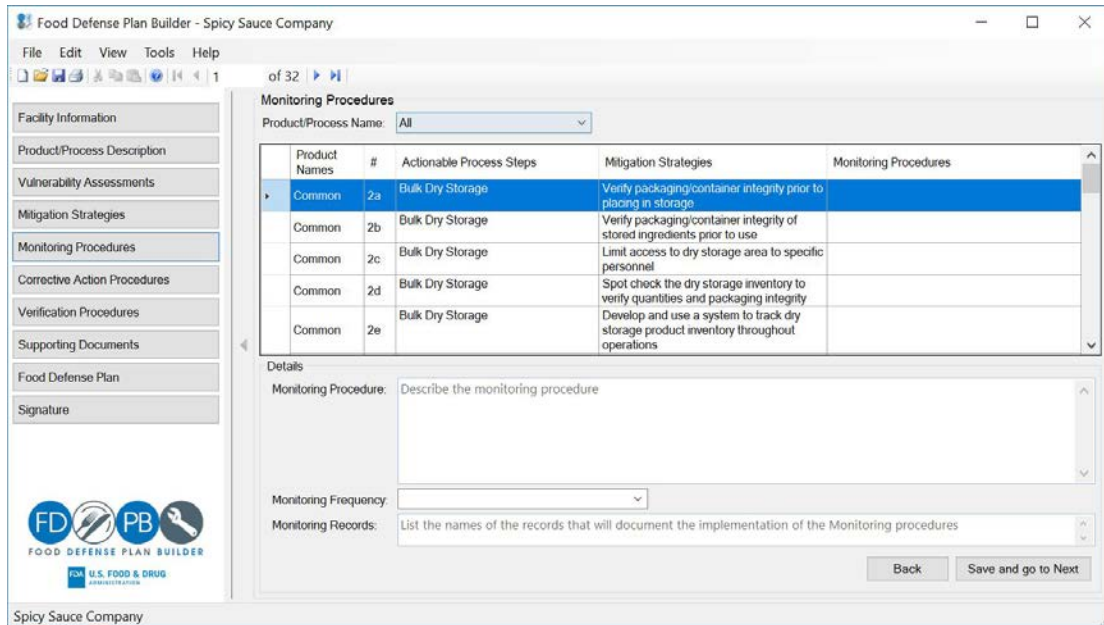 Food Defense Plan Builder - Spicy Sauce Company
File Edit View Tools Help
1 of 32
Facility Information
Product/Process Description
Vulnerability Assessments
Mitigation Strategies
Monitoring Procedures
Corrective Action Procedures
Verification Procedures
Supporting Documents
Food Defense Plan
Signature
FD PB
FOOD DEFENSE PLAN BUILDER
FDA U.S. FOOD & DRUG
ADMINISTRATION
Monitoring Procedures
Product/Process Name: All
Product
Names
# Actionable Process Steps Mitigation Strategies Monitoring Procedures
Common 2a Bulk Dry Storage Verify packaging/container integrity prior to
placing in storage
Common 2b Bulk Dry Storage Verify packaging/container integrity of
stored ingredients prior to use
Common 2c Bulk Dry Storage Limit access to dry storage area to specific
personnel
Common 2d Bulk Dry Storage Spot check the dry storage inventory to
verify quantities and packaging integrity
Common 2e Bulk Dry Storage Develop and use a system to track dry
storage product inventory throughout
operations
Details
Monitoring Procedure: Describe the monitoring procedure
Monitoring Frequency:
Monitoring Records: List the names of the records that will document the implementation of the Monitoring procedures
Back Save and go to Next
Spicy Sauce Company